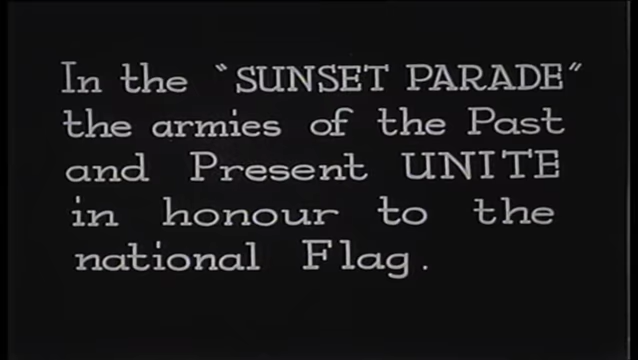 In the "SUNSET PARADE"
the armies of the Past
and Present UNITE
in honour to the
national Flag.